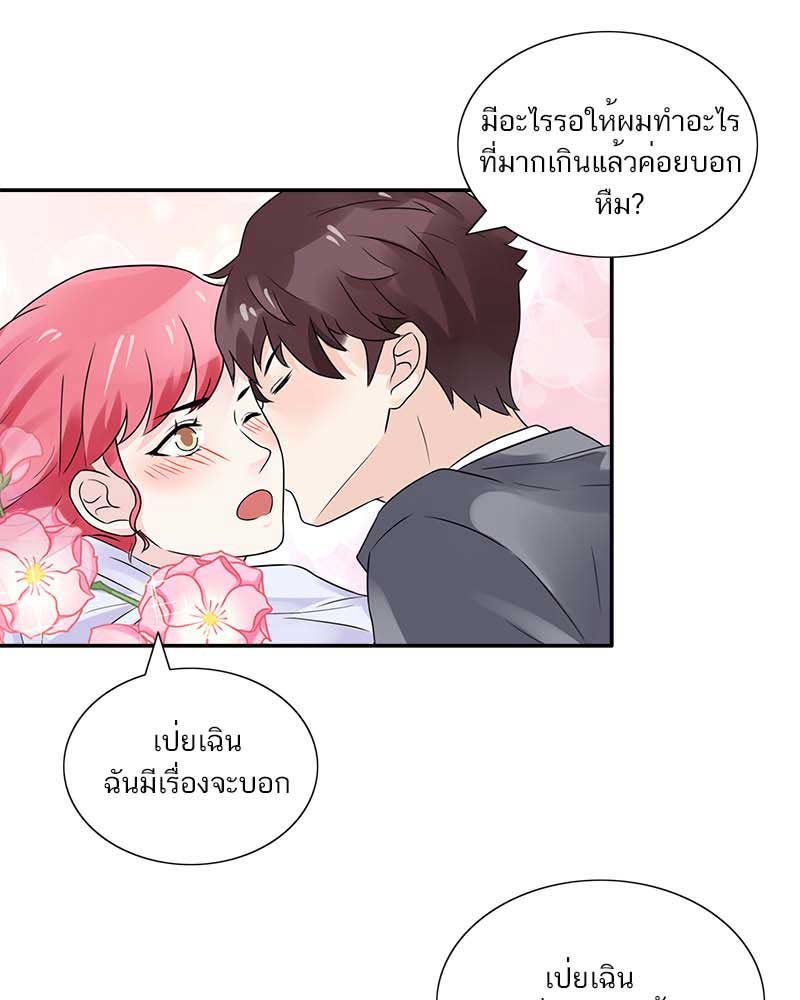 มีอะไรรอให้ผมทำอะไร
ที่มากเกินแล้วค่อยบอก
หืม?
เป่ยเฉิน
ฉันมีเรื่องจะบอก
เป่ยเฉิน